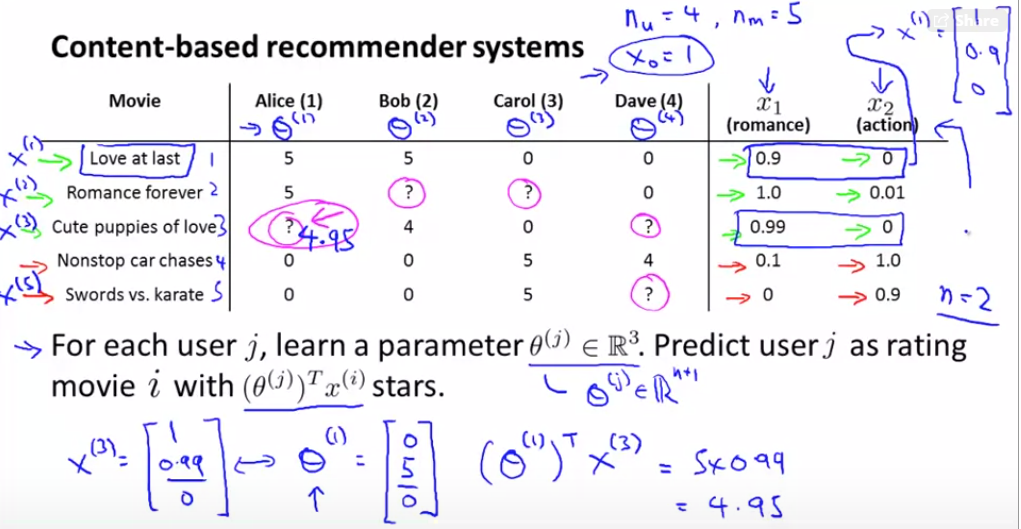 n_u = 4 , n_m = 5
Share
Content-based recommender systems
→ x_0 = 1
→ x^(1) = [1 0.9 0]
Movie Alice (1) Bob (2) Carol (3) Dave (4) x_1 (romance) x_2 (action)
→ θ^(1) θ^(2) θ^(3) θ^(4)
x^(1) → Love at last 1 5 5 0 0 → 0.9 → 0
x^(2) → Romance forever 2 5 ? ? 0 → 1.0 → 0.01
x^(3) → Cute puppies of love 3 ? 4.95 4 0 ? → 0.99 → 0
→ Nonstop car chases 4 0 0 5 4 → 0.1 → 1.0
x^(5) → Swords vs. karate 5 0 0 5 ? → 0 → 0.9
n=2
→ For each user j, learn a parameter θ^(j) ∈ ℝ^3. Predict user j as rating
movie i with (θ^(j))^T x^(i) stars.
θ^(j) ∈ ℝ^(n+1)
x^(3) = [1 0.99 0] ↔ θ^(1) = [0 5 0] (θ^(1))^T x^(3) = 5×0.99
↑
= 4.95